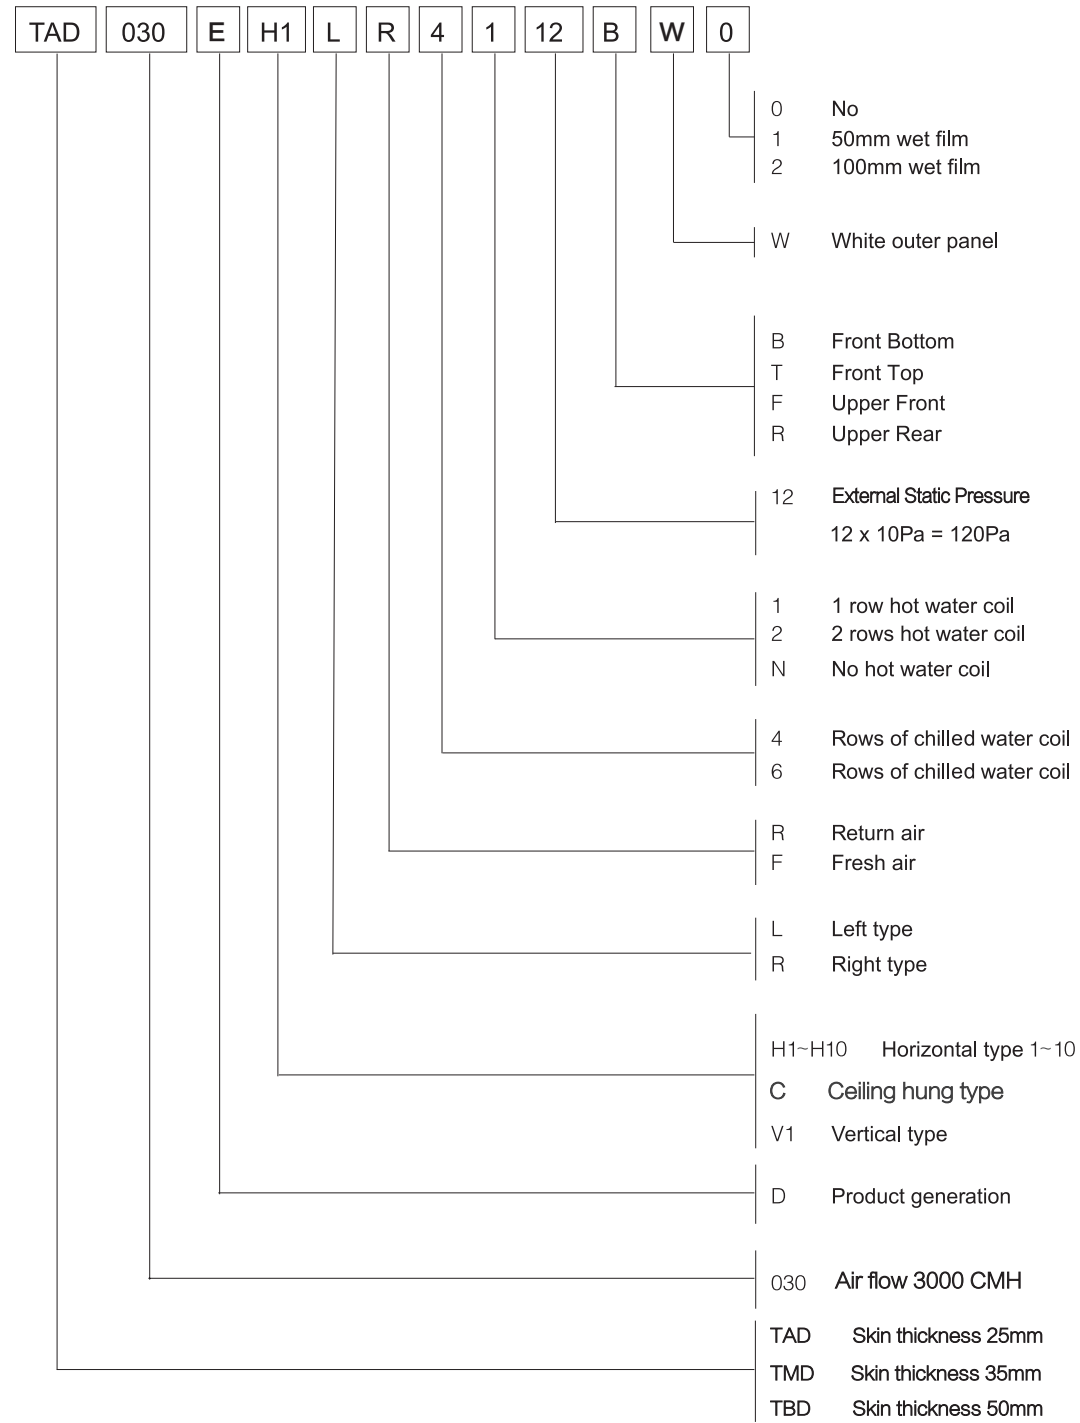 TAD 030 E H1 L R 4 1 12 B W 0
0 No
1 50mm wet film
2 100mm wet film
W White outer panel
B Front Bottom
T Front Top
F Upper Front
R Upper Rear
12 External Static Pressure
12 x 10Pa = 120Pa
1 1 row hot water coil
2 2 rows hot water coil
N No hot water coil
4 Rows of chilled water coil
6 Rows of chilled water coil
R Return air
F Fresh air
L Left type
R Right type
H1~H10 Horizontal type 1~10
C Ceiling hung type
V1 Vertical type
D Product generation
030 Air flow 3000 CMH
TAD Skin thickness 25mm
TMD Skin thickness 35mm
TBD Skin thickness 50mm